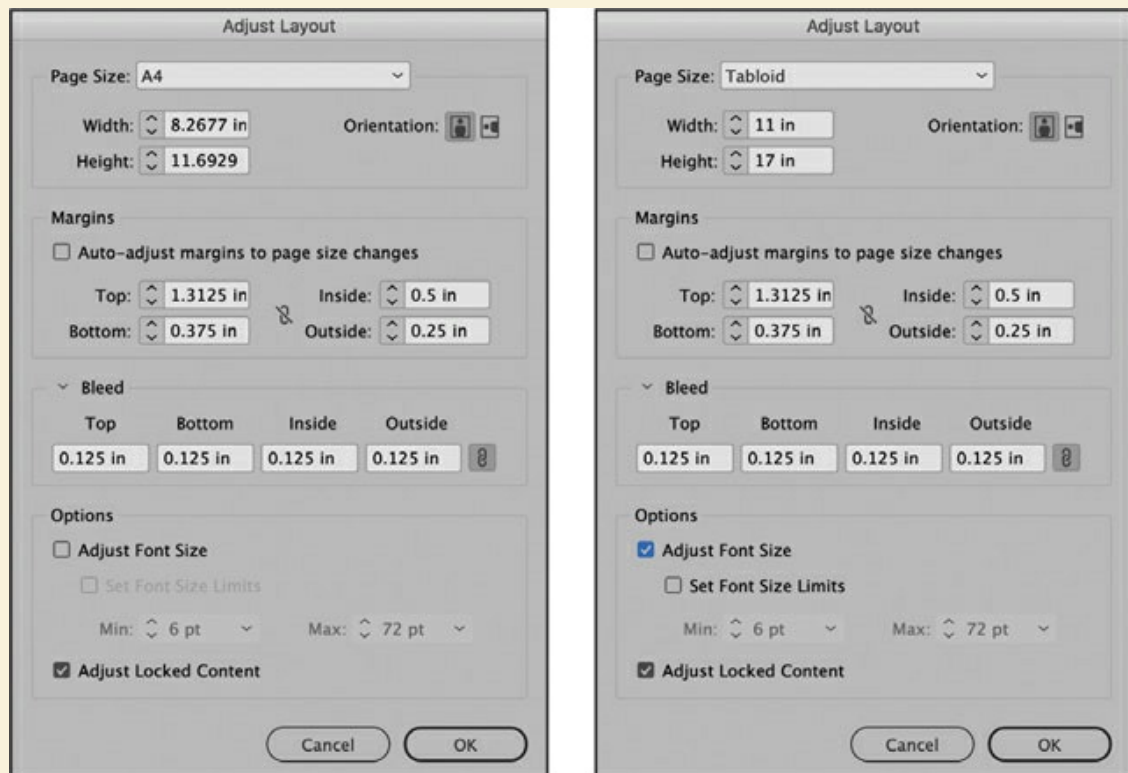 Adjust Layout
Page Size: A4
Width: 8.2677 in
Orientation:
Height: 11.6929
Margins
Auto-adjust margins to page size changes
Top: 1.3125 in
Inside: 0.5 in
Bottom: 0.375 in
Outside: 0.25 in
Bleed
Top Bottom Inside Outside
0.125 in 0.125 in 0.125 in 0.125 in
Options
Adjust Font Size
Set Font Size Limits
Min: 6 pt Max: 72 pt
Adjust Locked Content
Cancel OK
Adjust Layout
Page Size: Tabloid
Width: 11 in
Orientation:
Height: 17 in
Margins
Auto-adjust margins to page size changes
Top: 1.3125 in
Inside: 0.5 in
Bottom: 0.375 in
Outside: 0.25 in
Bleed
Top Bottom Inside Outside
0.125 in 0.125 in 0.125 in 0.125 in
Options
Adjust Font Size
Set Font Size Limits
Min: 6 pt Max: 72 pt
Adjust Locked Content
Cancel OK